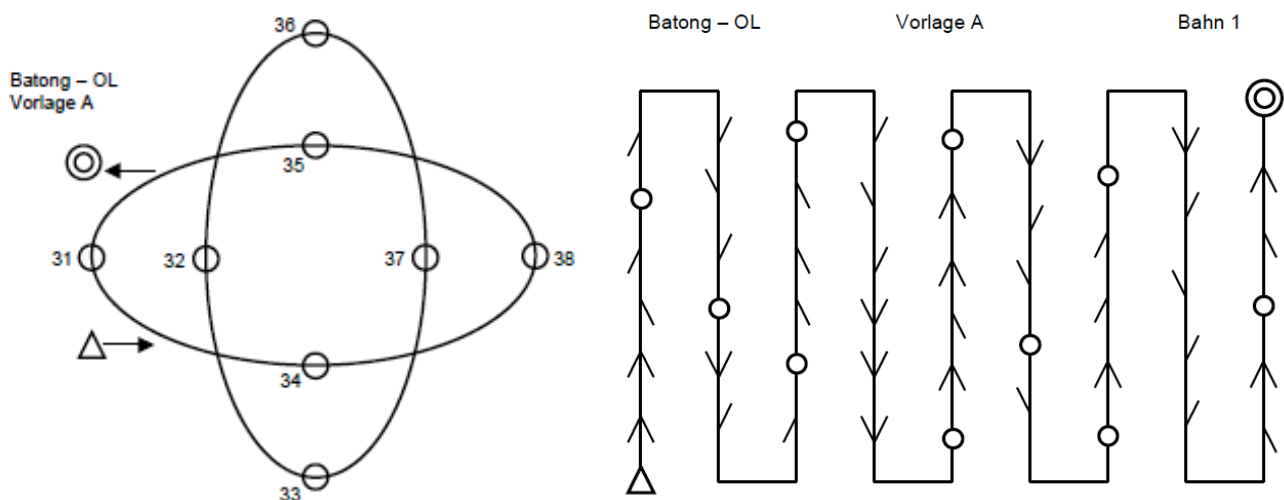 36
Batong – OL
Vorlage A
35
31
32
37
38
34
33
Batong – OL Vorlage A Bahn 1